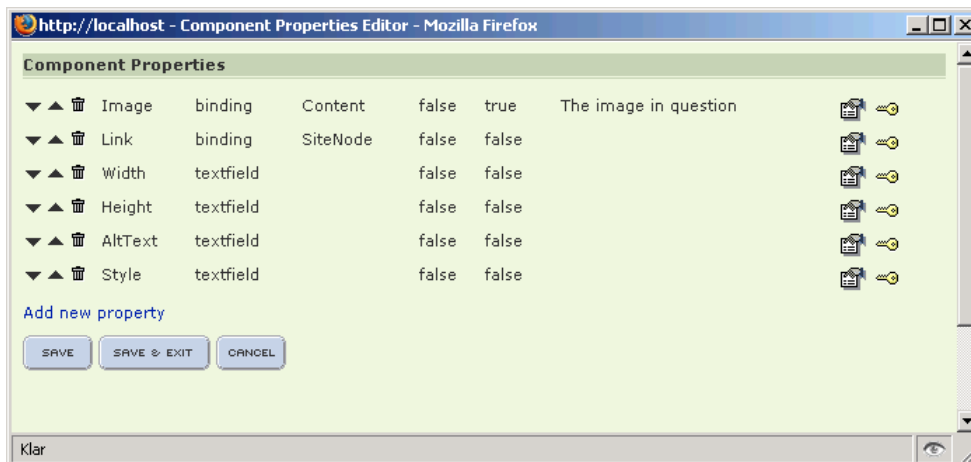 http://localhost - Component Properties Editor - Mozilla Firefox
Component Properties
Image binding Content false true The image in question
Link binding SiteNode false false
Width textfield false false
Height textfield false false
AltText textfield false false
Style textfield false false
Add new property
SAVE SAVE & EXIT CANCEL
Klar